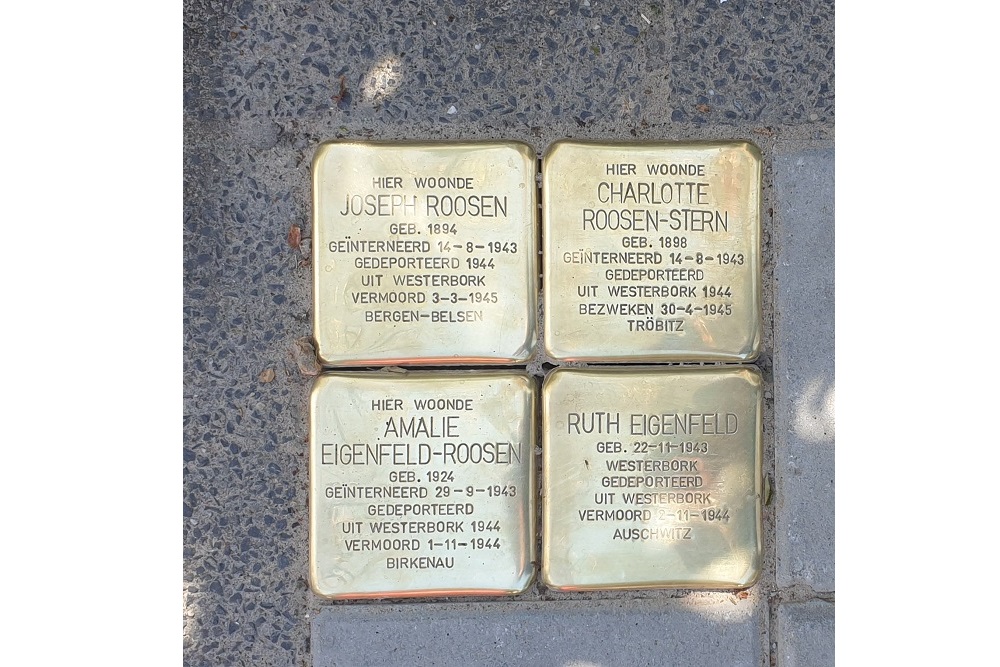 HIER WOONDE
JOSEPH ROOSEN
GEB. 1894
GEÏNTERNEERD 14-8-1943
GEDEPORTEERD 1944
UIT WESTERBORK
VERMOORD 3-3-1945
BERGEN-BELSEN
HIER WOONDE
CHARLOTTE
ROOSEN-STERN
GEB. 1898
GEÏNTERNEERD 14-8-1943
GEDEPORTEERD
UIT WESTERBORK 1944
BEZWEKEN 30-4-1945
TRÖBITZ
HIER WOONDE
AMALIE
EIGENFELD-ROOSEN
GEB. 1924
GEÏNTERNEERD 29-9-1943
GEDEPORTEERD
UIT WESTERBORK 1944
VERMOORD 1-11-1944
BIRKENAU
RUTH EIGENFELD
GEB. 22-11-1943
WESTERBORK
GEDEPORTEERD
UIT WESTERBORK
VERMOORD 2-11-1944
AUSCHWITZ